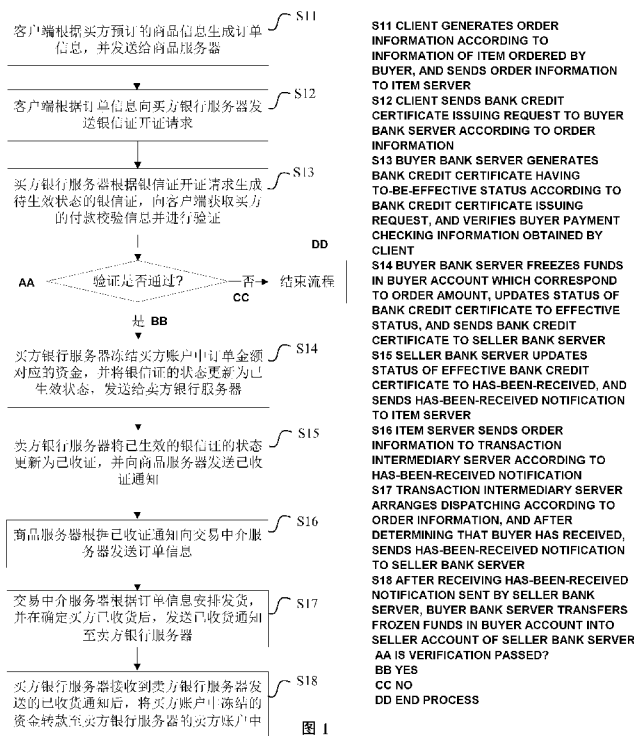 S11
客户端根据买方预订的商品信息生成订单
信息，并发送给商品服务器
S12
客户端根据订单信息向买方银行服务器发
送银信证开证请求
S13
买方银行服务器根据银信证开证请求生成
待生效状态的银信证，向客户端获取买方
的付款校验信息并进行验证
DD
AA
验证是否通过?
否
结束流程
CC
是 BB
S14
买方银行服务器冻结买方账户中订单金额
对应的资金，并将银信证的状态更新为已
生效状态，发送给卖方银行服务器
S15
卖方银行服务器将已生效的银信证的状态
更新为已收证，并向商品服务器发送已收
证通知
S16
商品服务器根据已收证通知向交易中介服
务器发送订单信息
S17
交易中介服务器根据订单信息安排发货，
并在确定买方已收货后，发送已收货通知
至卖方银行服务器
S18
买方银行服务器接收到卖方银行服务器发
送的已收货通知后，将买方账户中冻结的
资金转款至卖方银行服务器的卖方账户中
图 1
S11 CLIENT GENERATES ORDER
INFORMATION ACCORDING TO
INFORMATION OF ITEM ORDERED BY
BUYER, AND SENDS ORDER INFORMATION
TO ITEM SERVER
S12 CLIENT SENDS BANK CREDIT
CERTIFICATE ISSUING REQUEST TO BUYER
BANK SERVER ACCORDING TO ORDER
INFORMATION
S13 BUYER BANK SERVER GENERATES
BANK CREDIT CERTIFICATE HAVING
TO-BE-EFFECTIVE STATUS ACCORDING TO
BANK CREDIT CERTIFICATE ISSUING
REQUEST, AND VERIFIES BUYER PAYMENT
CHECKING INFORMATION OBTAINED BY
CLIENT
S14 BUYER BANK SERVER FREEZES FUNDS
IN BUYER ACCOUNT WHICH CORRESPOND
TO ORDER AMOUNT, UPDATES STATUS OF
BANK CREDIT CERTIFICATE TO EFFECTIVE
STATUS, AND SENDS BANK CREDIT
CERTIFICATE TO SELLER BANK SERVER
S15 SELLER BANK SERVER UPDATES
STATUS OF EFFECTIVE BANK CREDIT
CERTIFICATE TO HAS-BEEN-RECEIVED, AND
SENDS HAS-BEEN-RECEIVED NOTIFICATION
TO ITEM SERVER
S16 ITEM SERVER SENDS ORDER
INFORMATION TO TRANSACTION
INTERMEDIARY SERVER ACCORDING TO
HAS-BEEN-RECEIVED NOTIFICATION
S17 TRANSACTION INTERMEDIARY SERVER
ARRANGES DISPATCHING ACCORDING TO
ORDER INFORMATION, AND AFTER
DETERMINING THAT BUYER HAS RECEIVED,
SENDS HAS-BEEN-RECEIVED NOTIFICATION
TO SELLER BANK SERVER
S18 AFTER RECEIVING HAS-BEEN-RECEIVED
NOTIFICATION SENT BY SELLER BANK
SERVER, BUYER BANK SERVER TRANSFERS
FROZEN FUNDS IN BUYER ACCOUNT INTO
SELLER ACCOUNT OF SELLER BANK SERVER
AA IS VERIFICATION PASSED?
BB YES
CC NO
DD END PROCESS